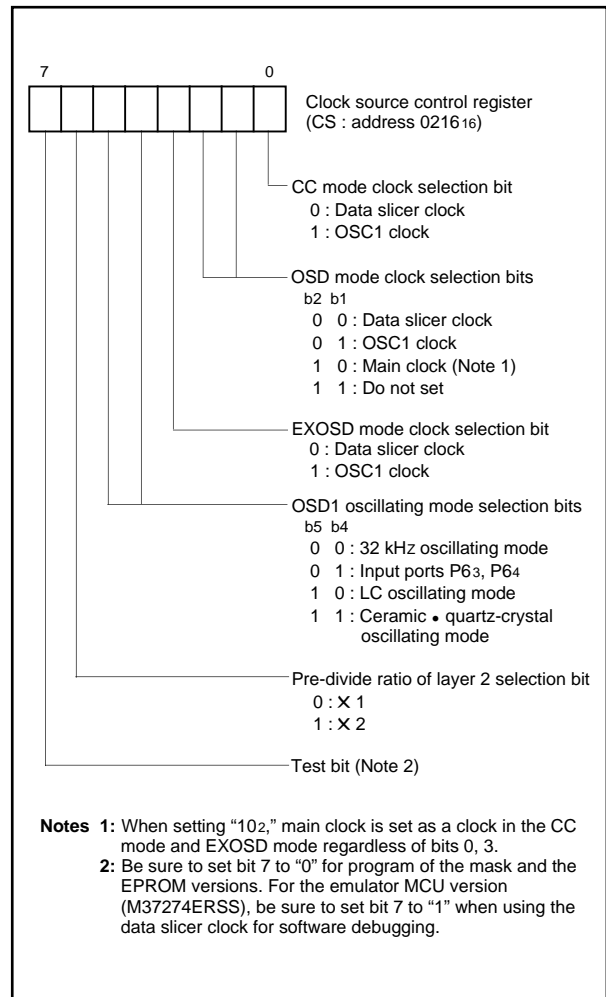 7 0
Clock source control register
(CS : address 021616)
CC mode clock selection bit
0 : Data slicer clock
1 : OSC1 clock
OSD mode clock selection bits
b2 b1
0 0 : Data slicer clock
0 1 : OSC1 clock
1 0 : Main clock (Note 1)
1 1 : Do not set
EXOSD mode clock selection bit
0 : Data slicer clock
1 : OSC1 clock
OSD1 oscillating mode selection bits
b5 b4
0 0 : 32 kHz oscillating mode
0 1 : Input ports P63, P64
1 0 : LC oscillating mode
1 1 : Ceramic • quartz-crystal
oscillating mode
Pre-divide ratio of layer 2 selection bit
0 : ✕ 1
1 : ✕ 2
Test bit (Note 2)
Notes 1: When setting “102,” main clock is set as a clock in the CC
mode and EXOSD mode regardless of bits 0, 3.
2: Be sure to set bit 7 to “0” for program of the mask and the
EPROM versions. For the emulator MCU version
(M37274ERSS), be sure to set bit 7 to “1” when using the
data slicer clock for software debugging.